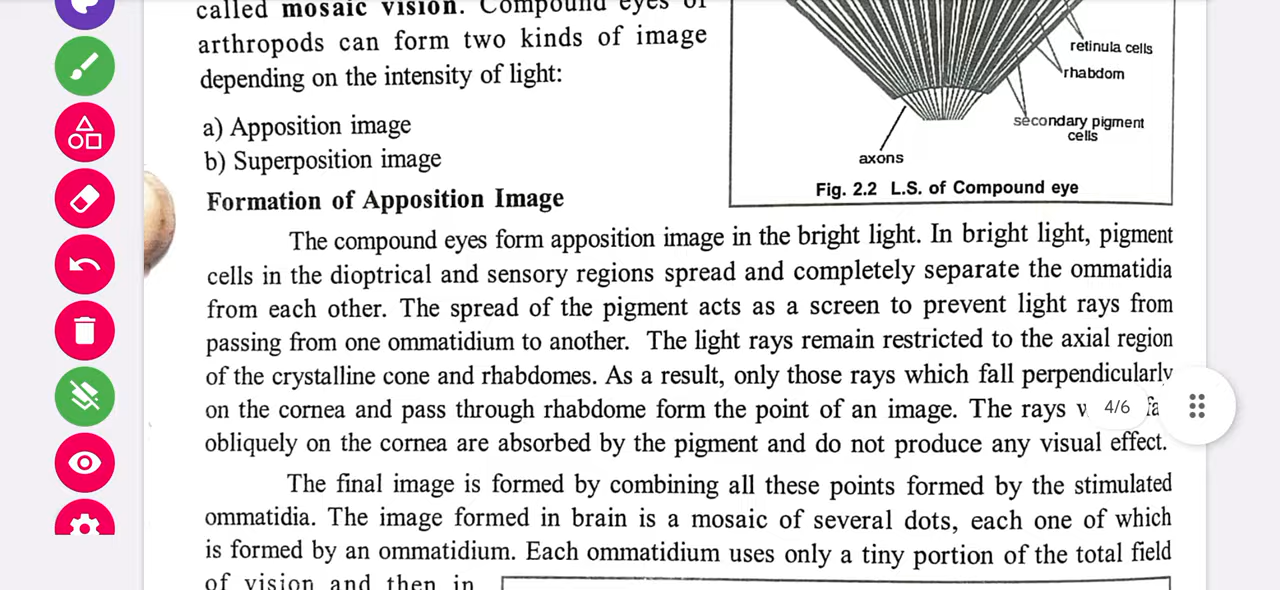 called mosaic vision. Compound eyes of
arthropods can form two kinds of image
depending on the intensity of light:
a) Apposition image
b) Superposition image
retinula cells
rhabdom
secondary pigment
cells
axons
Fig. 2.2 L.S. of Compound eye
Formation of Apposition Image
The compound eyes form apposition image in the bright light. In bright light, pigment
cells in the dioptrical and sensory regions spread and completely separate the ommatidia
from each other. The spread of the pigment acts as a screen to prevent light rays from
passing from one ommatidium to another. The light rays remain restricted to the axial region
of the crystalline cone and rhabdomes. As a result, only those rays which fall perpendicularly
on the cornea and pass through rhabdome form the point of an image. The rays
4/6
obliquely on the cornea are absorbed by the pigment and do not produce any visual effect.
The final image is formed by combining all these points formed by the stimulated
ommatidia. The image formed in brain is a mosaic of several dots, each one of which
is formed by an ommatidium. Each ommatidium uses only a tiny portion of the total field
of vision and then in